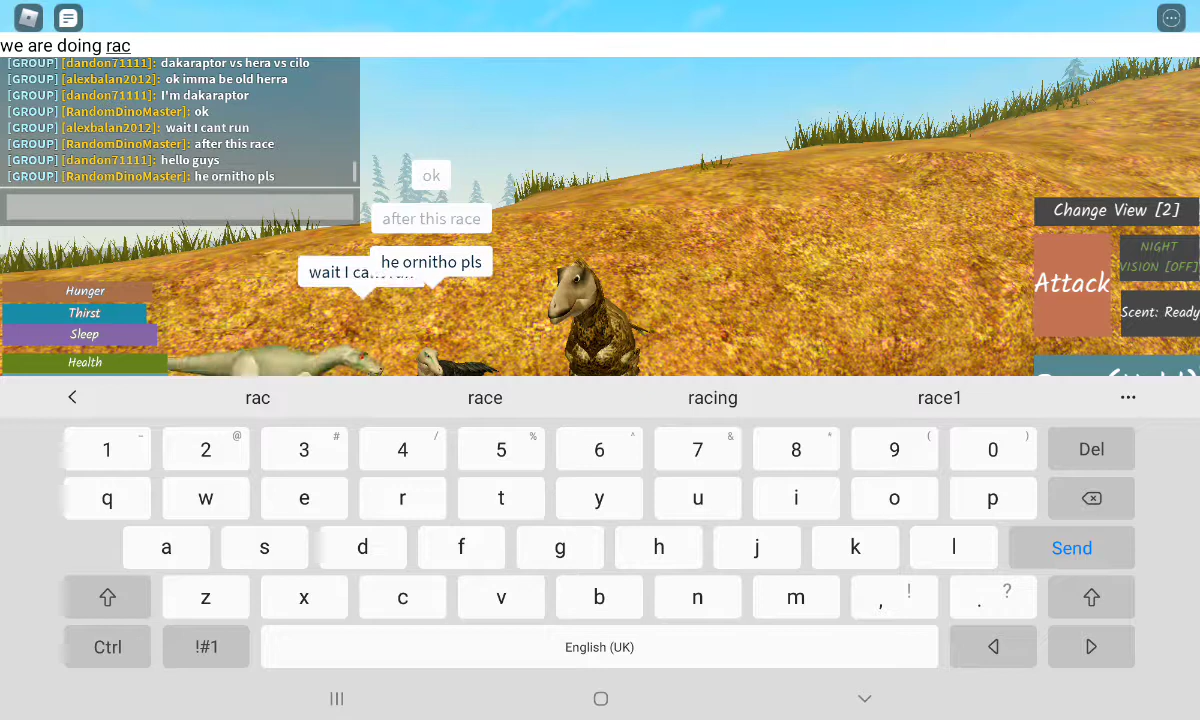 we are doing rac
[GROUP] [dandon71111]: dakaraptor vs hera vs cilo
[GROUP] [alexbalan2012]: ok imma be old herra
[GROUP] [dandon71111]: I'm dakaraptor
[GROUP] [RandomDinoMaster]: ok
[GROUP] [alexbalan2012]: wait I cant run
[GROUP] [RandomDinoMaster]: after this race
[GROUP] [dandon71111]: hello guys
[GROUP] [RandomDinoMaster]: he ornitho pls
ok
after this race
he ornitho pls
wait I cant run
Change View [2]
Attack
NIGHT
VISION [OFF]
Scent: Ready
Hunger
Thirst
Sleep
Health
rac race racing race1
1 ~ 2 @ 3 # 4 / 5 % 6 ^ 7 & 8 * 9 ( 0 ) Del
q w e r t y u i o p
a s d f g h j k l Send
z x c v b n m , ! . ?
Ctrl !#1 English (UK)